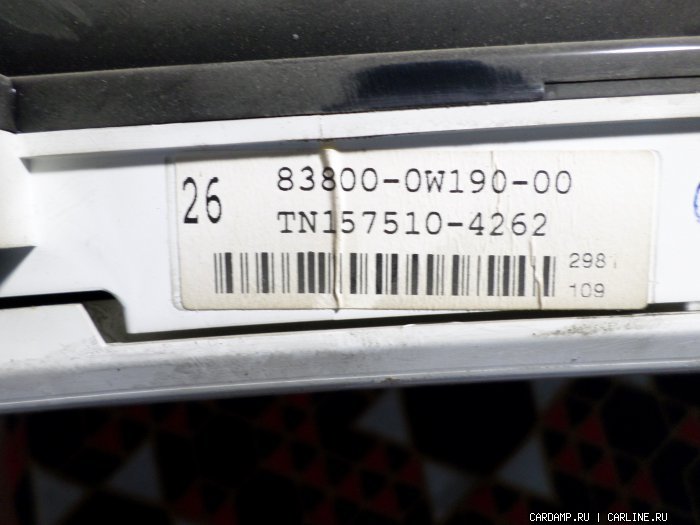 26
83800-0W190-00
TN157510-4262
298
109
CARDAMP.RU | CARLINE.RU